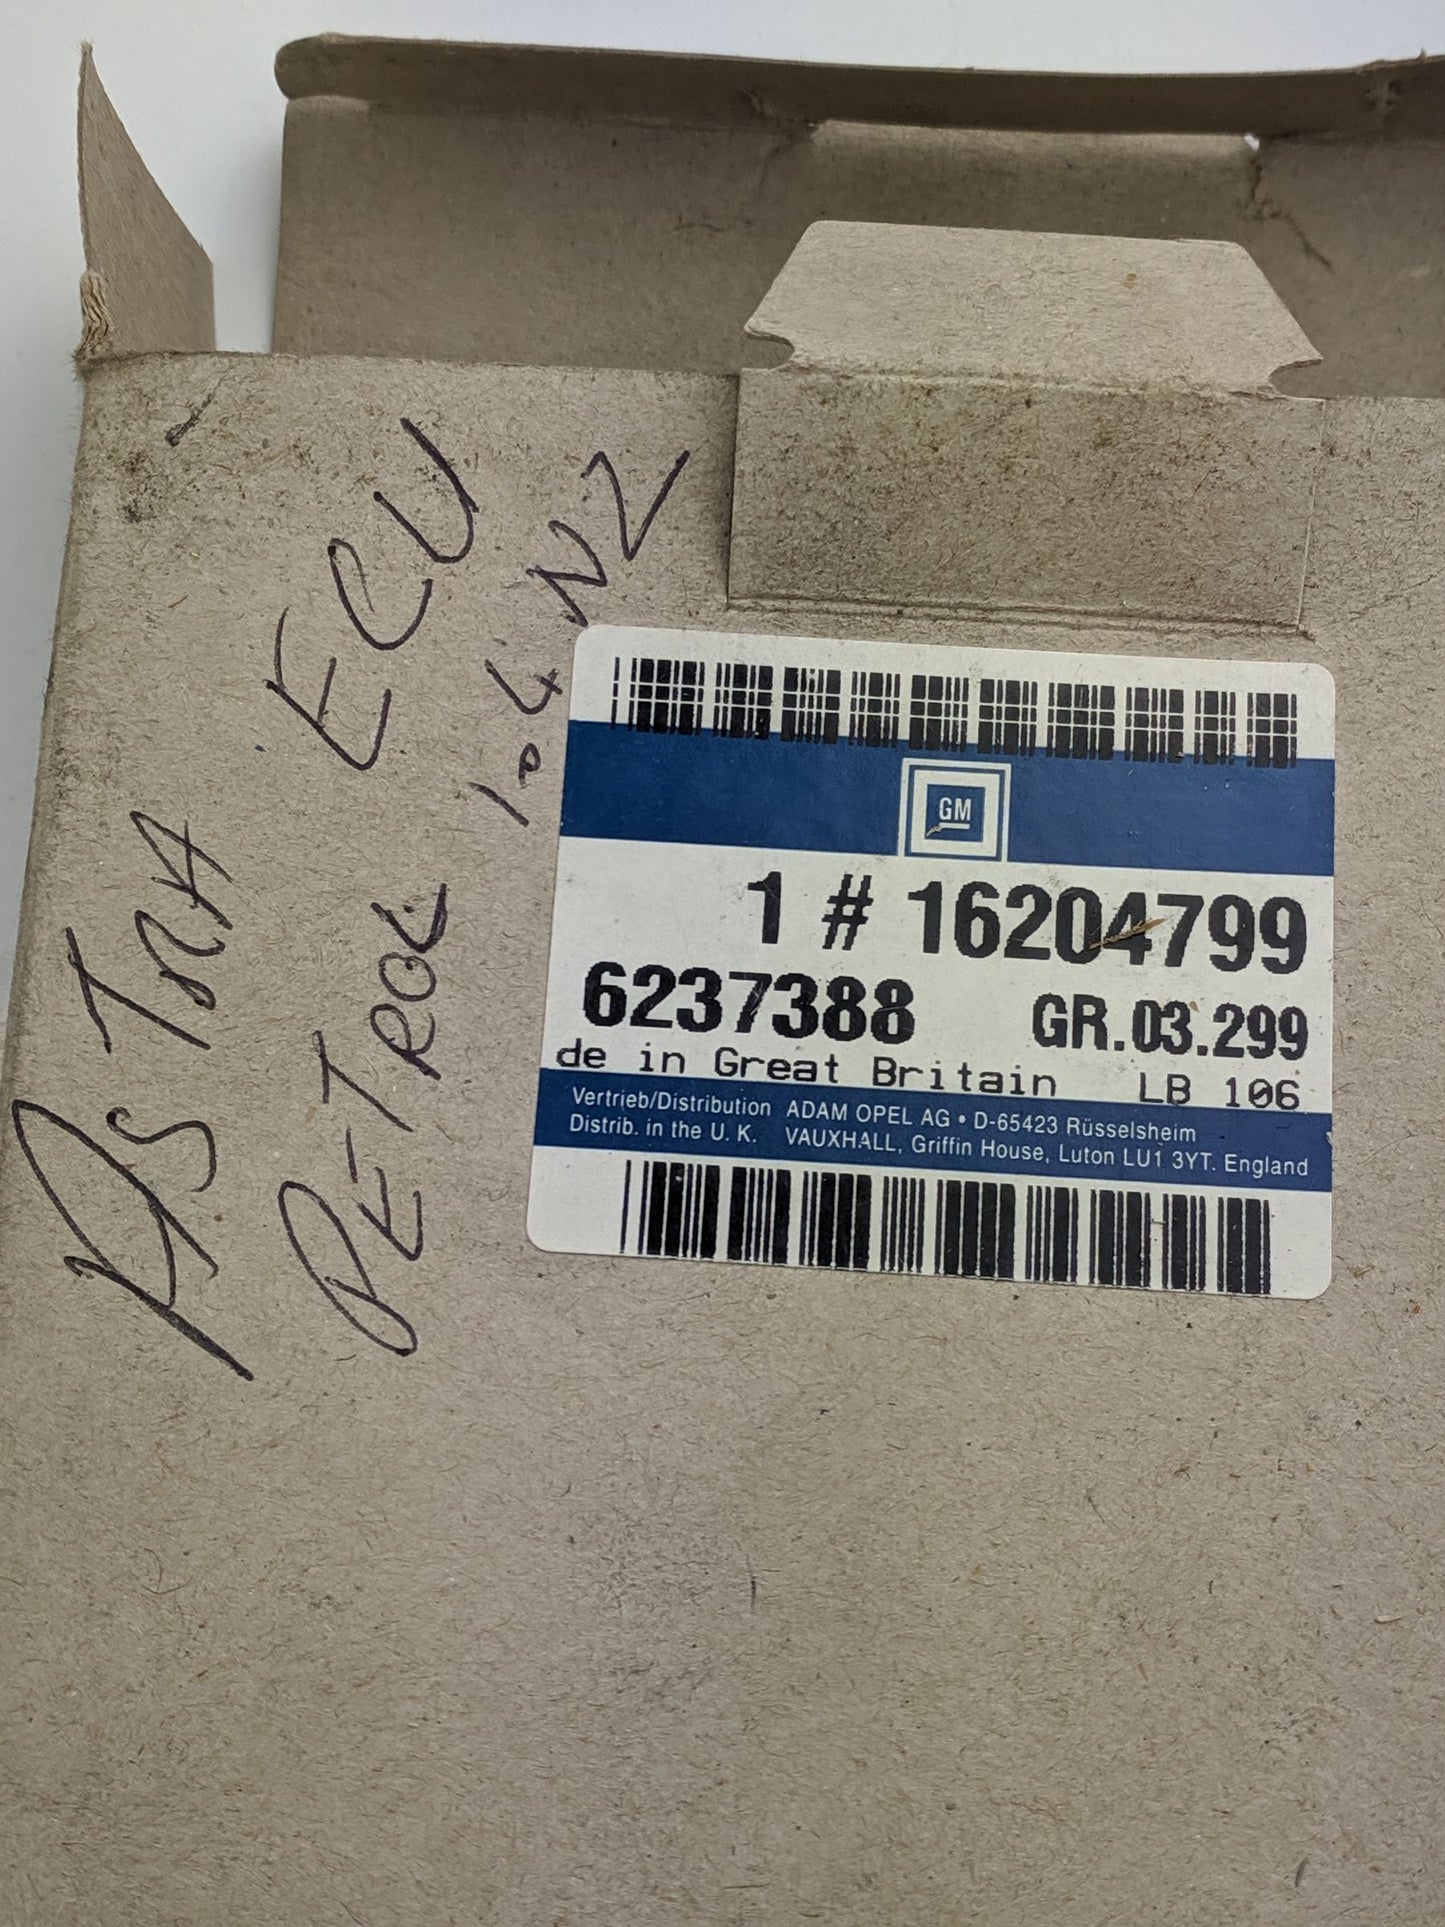 ASTRA ECU
PETROL 1.4 NZ
GM
1 # 16204799
6237388 GR.03.299
de in Great Britain LB 106
Vertrieb/Distribution ADAM OPEL AG • D-65423 Rüsselsheim
Distrib. in the U. K. VAUXHALL, Griffin House, Luton LU1 3YT. England